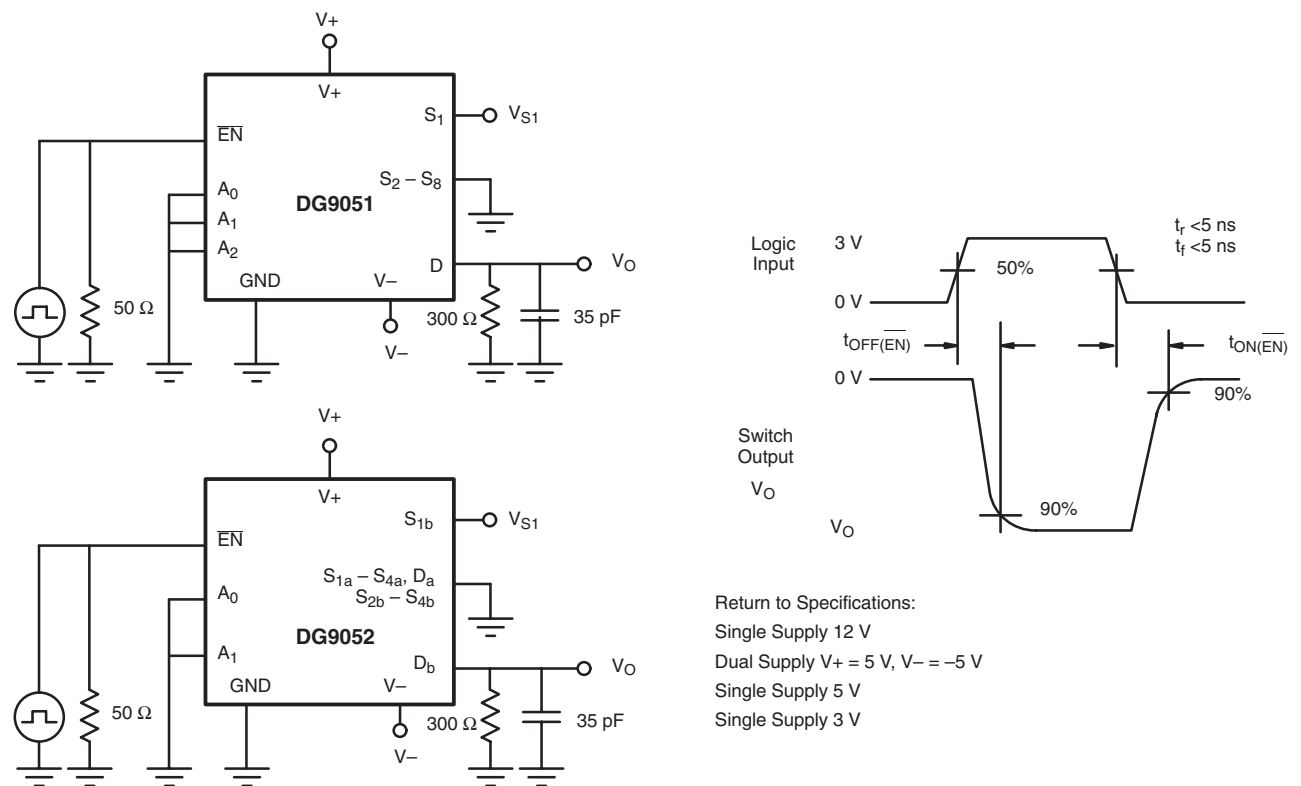 V+
V+
S1
VS1
EN
S2 – S8
A0
DG9051
A1
A2
D
VO
GND
V–
50 Ω
300 Ω
35 pF
V–
V+
V+
S1b
VS1
EN
S1a – S4a, Da
S2b – S4b
A0
DG9052
A1
Db
VO
GND
V–
50 Ω
300 Ω
35 pF
V–
Logic
Input
3 V
tr <5 ns
tf <5 ns
50%
0 V
tOFF(EN)
tON(EN)
0 V
90%
Switch
Output
VO
90%
VO
Return to Specifications:
Single Supply 12 V
Dual Supply V+ = 5 V, V– = –5 V
Single Supply 5 V
Single Supply 3 V